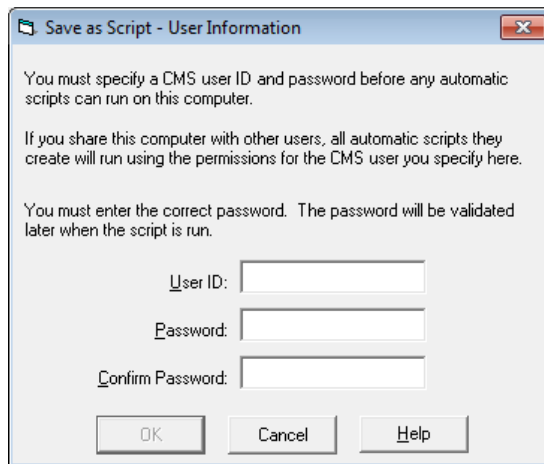 Save as Script - User Information
You must specify a CMS user ID and password before any automatic
scripts can run on this computer.
If you share this computer with other users, all automatic scripts they
create will run using the permissions for the CMS user you specify here.
You must enter the correct password. The password will be validated
later when the script is run.
User ID:
Password:
Confirm Password:
OK Cancel Help